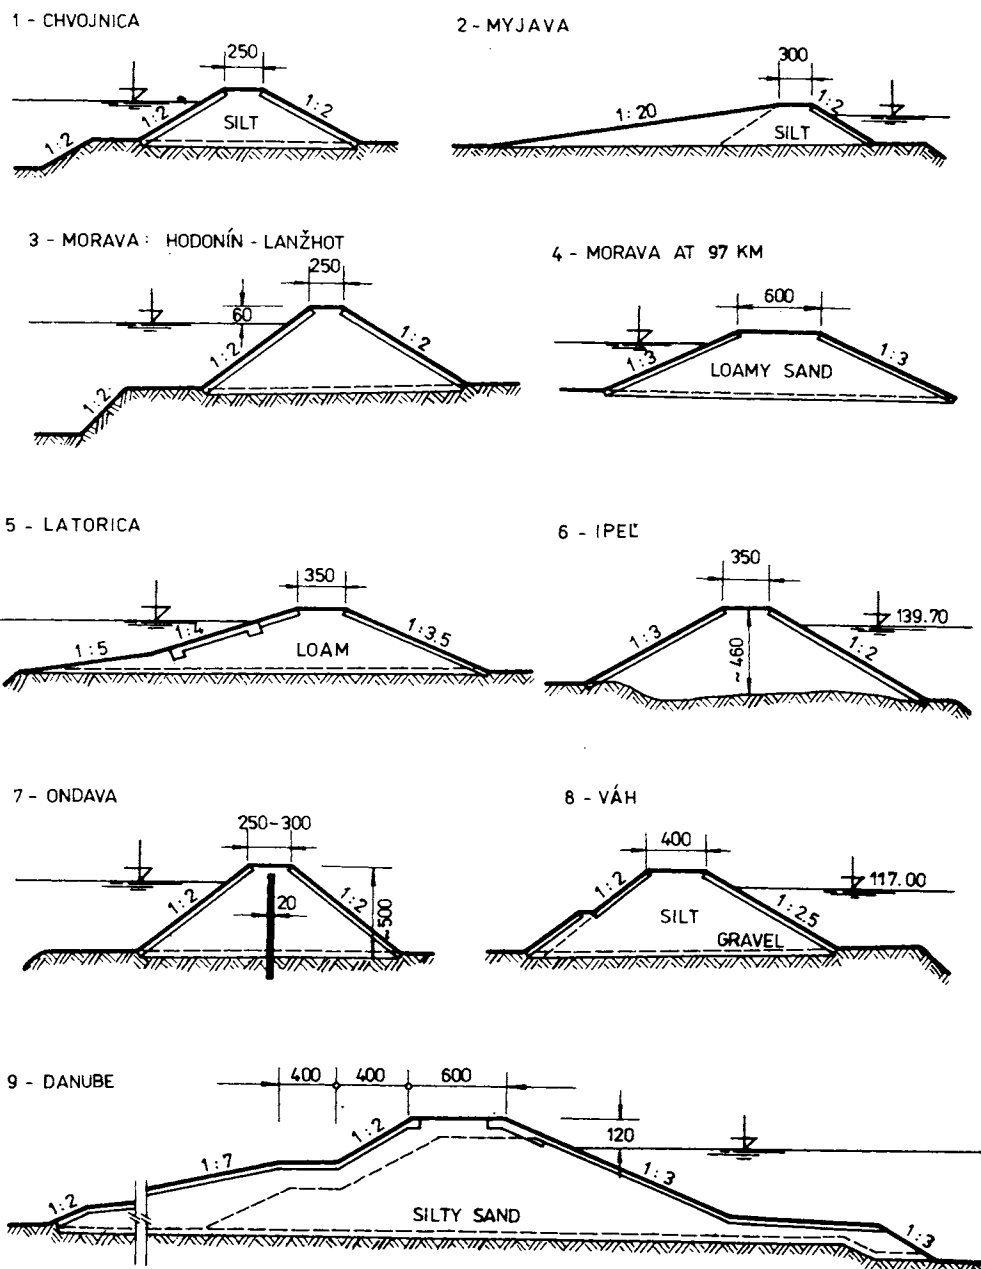 1 - CHVOJNICA
250
1:2
1:2
1:2
SILT
2 - MYJAVA
300
1:20
1:2
SILT
3 - MORAVA : HODONÍN - LANŽHOT
250
60
1:2
1:2
1:2
4 - MORAVA AT 97 KM
600
1:3
1:3
LOAMY SAND
5 - LATORICA
350
1:4
1:5
1:3,5
LOAM
6 - IPEĽ
350
139.70
1:3
1:2
~460
7 - ONDAVA
250-300
1:2
1:2
20
~500
8 - VÁH
400
117.00
1:2
1:2,5
SILT
GRAVEL
9 - DANUBE
400 400 600
120
1:2
1:7
1:3
1:2
SILTY SAND
1:3